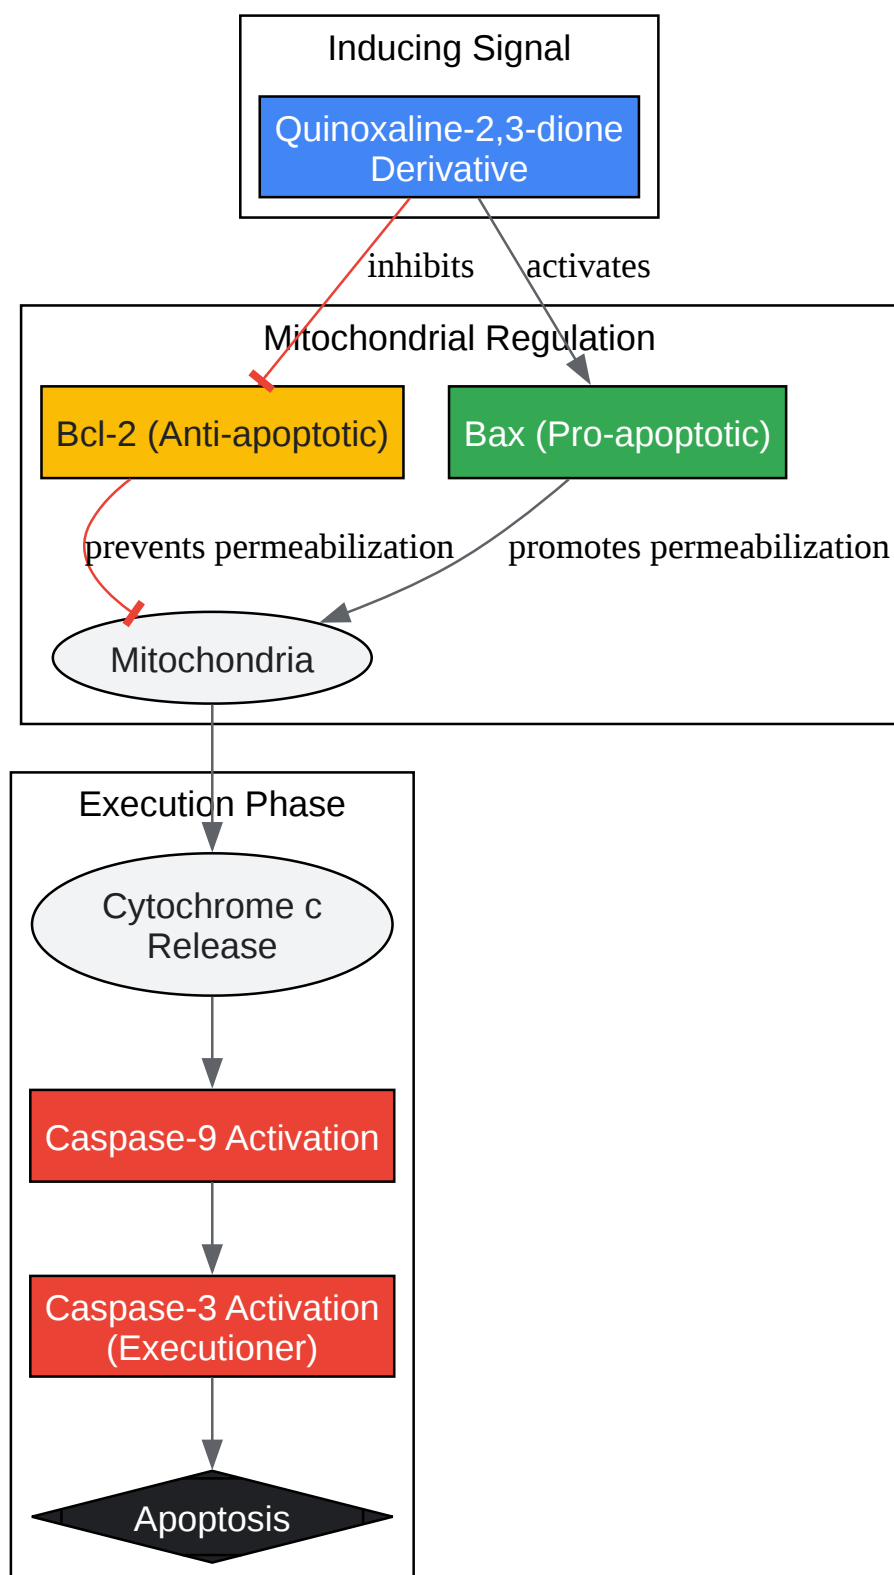 Inducing Signal
Quinoxaline-2,3-dione
Derivative
inhibits
activates
Mitochondrial Regulation
Bcl-2 (Anti-apoptotic)
Bax (Pro-apoptotic)
prevents permeabilization
promotes permeabilization
Mitochondria
Execution Phase
Cytochrome c
Release
Caspase-9 Activation
Caspase-3 Activation
(Executioner)
Apoptosis